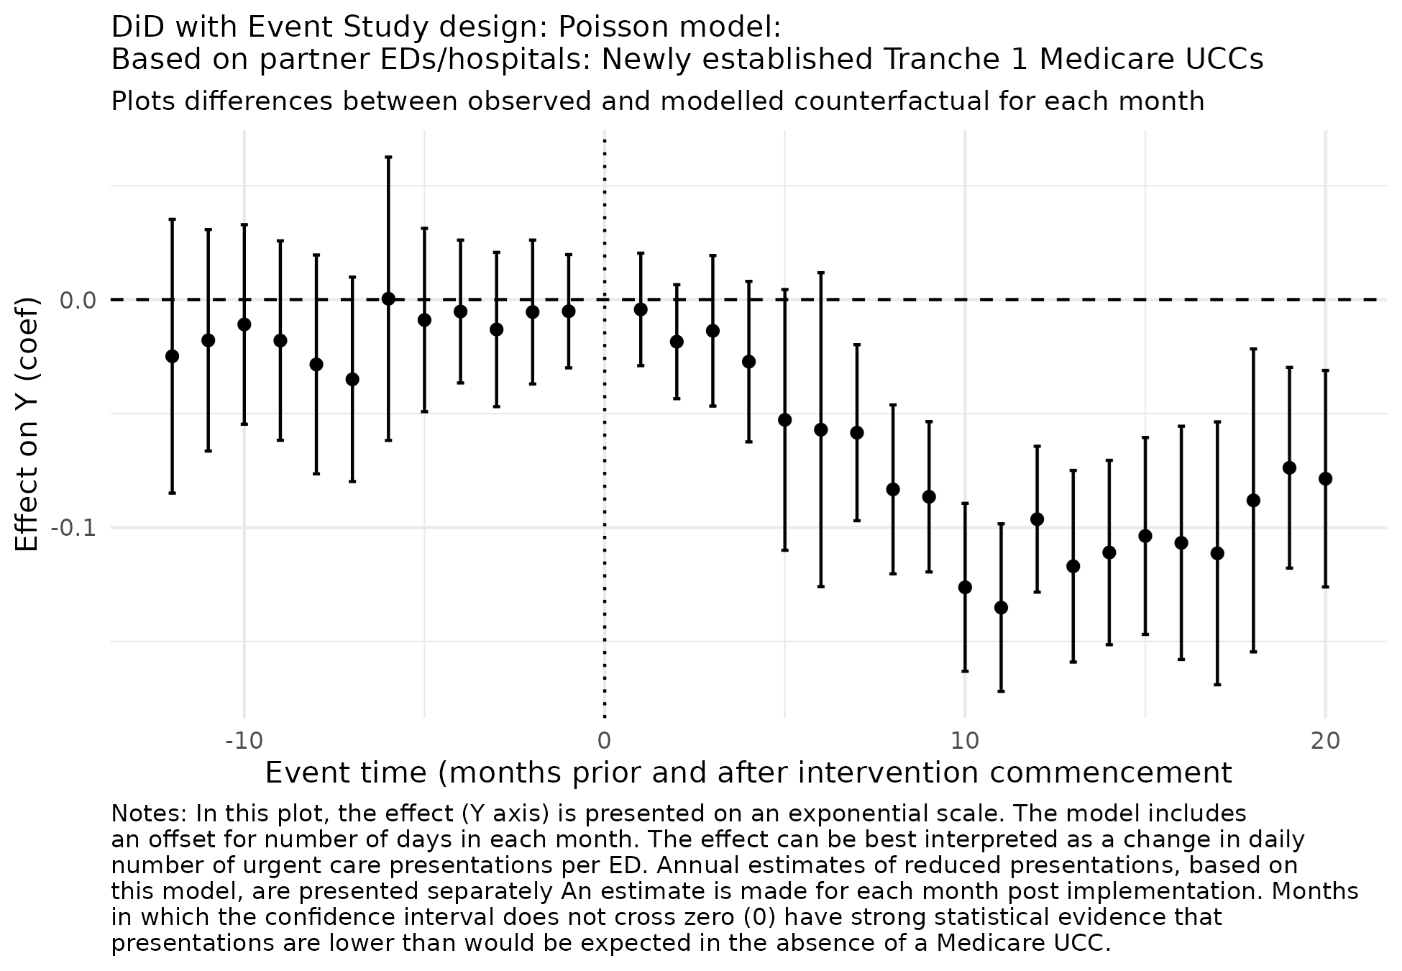 DiD with Event Study design: Poisson model:
Based on partner EDs/hospitals: Newly established Tranche 1 Medicare UCCs
Plots differences between observed and modelled counterfactual for each month
Effect on Y (coef)
0.0
-0.1
-10
0
10
20
Event time (months prior and after intervention commencement
Notes: In this plot, the effect (Y axis) is presented on an exponential scale. The model includes
an offset for number of days in each month. The effect can be best interpreted as a change in daily
number of urgent care presentations per ED. Annual estimates of reduced presentations, based on
this model, are presented separately An estimate is made for each month post implementation. Months
in which the confidence interval does not cross zero (0) have strong statistical evidence that
presentations are lower than would be expected in the absence of a Medicare UCC.